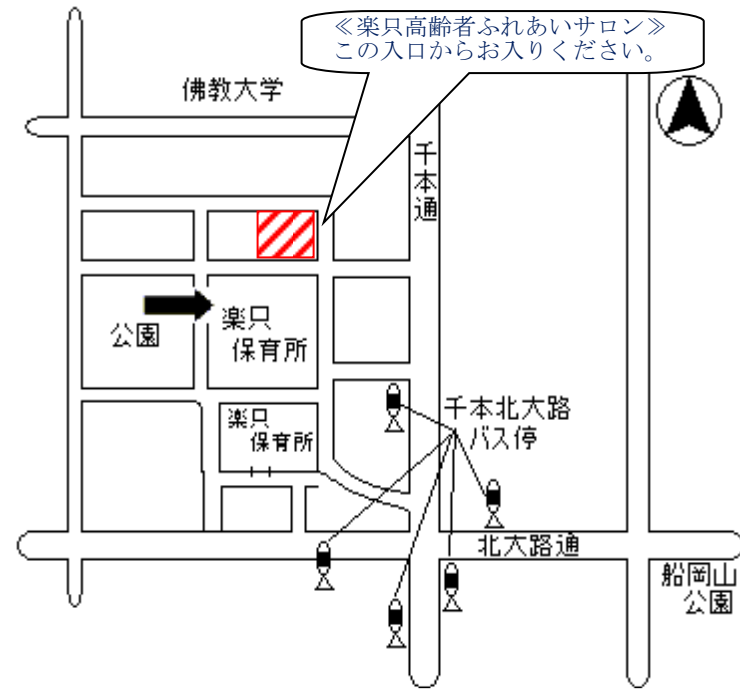 ≪楽只高齢者ふれあいサロン≫
この入口からお入りください。
佛教大学
千本通
公園
楽只
保育所
楽只
保育所
千本北大路
バス停
北大路通
船岡山
公園